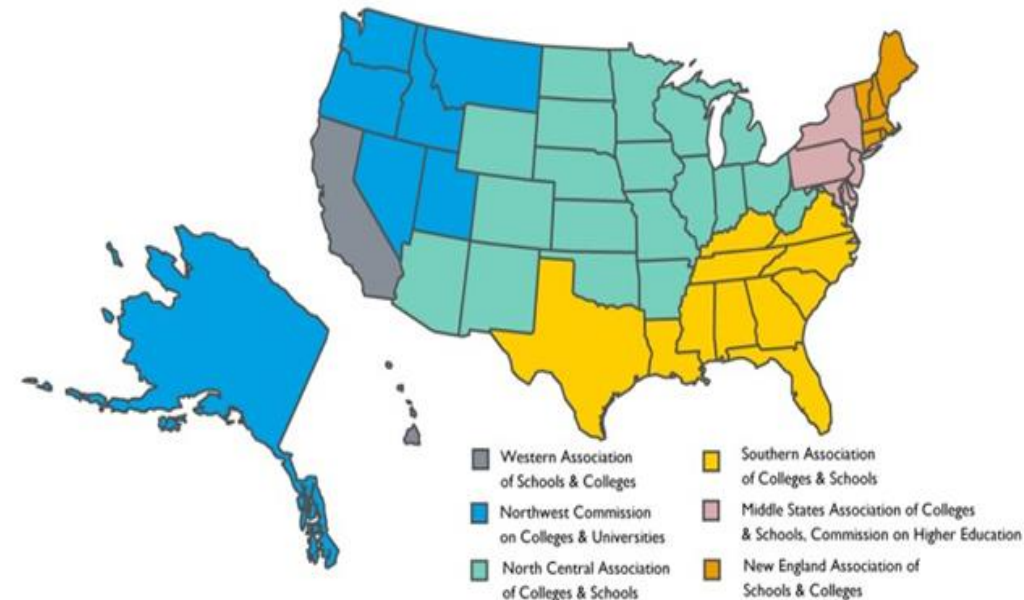 Western Association
of Schools & Colleges
Northwest Commission
on Colleges & Universities
North Central Association
of Colleges & Schools
Southern Association
of Colleges & Schools
Middle States Association of Colleges
& Schools, Commission on Higher Education
New England Association of
Schools & Colleges